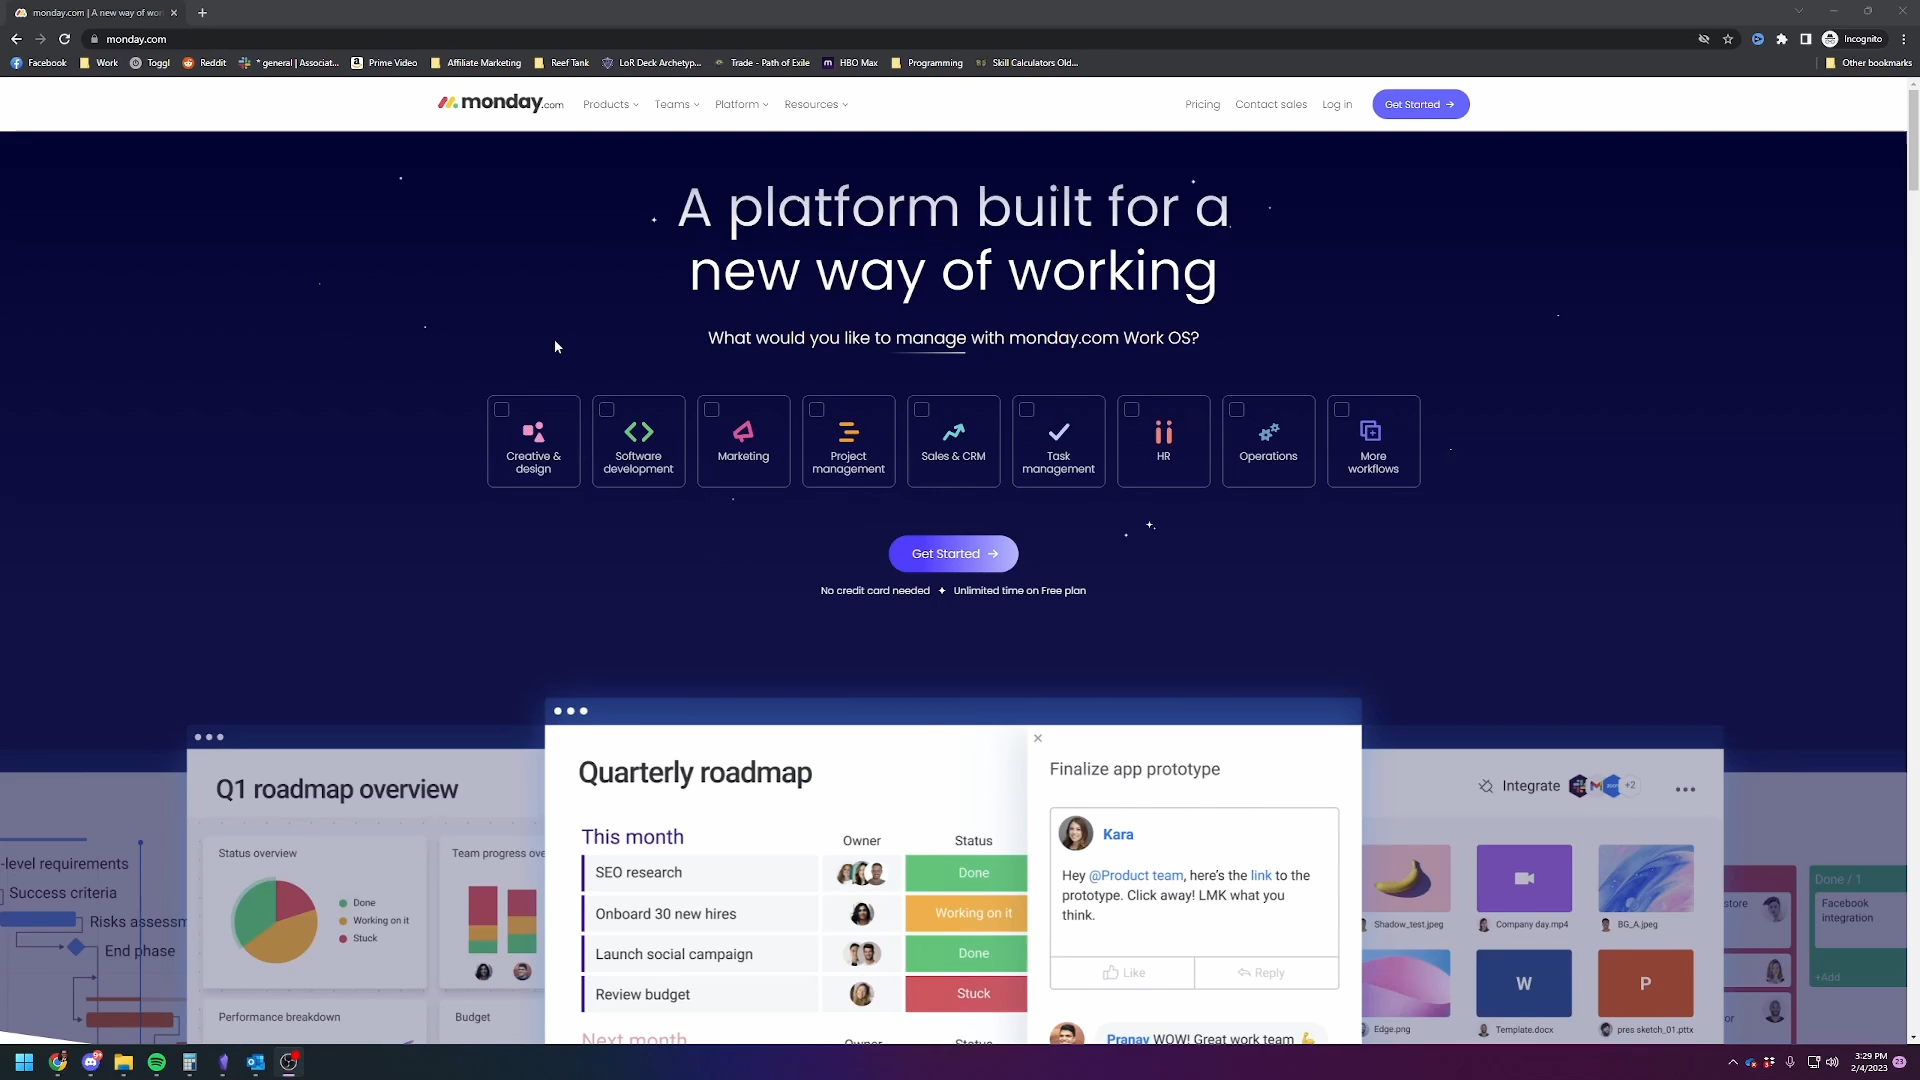 monday.com | A new way of wor
monday.com
Incognito
Facebook
Work
Toggl
Reddit
* general | Associat...
Prime Video
Affiliate Marketing
Reef Tank
LoR Deck Archetyp...
Trade - Path of Exile
HBO Max
Programming
Skill Calculators Ol...
Other bookmarks
monday.com
Products
Teams
Platform
Resources
Pricing
Contact sales
Log in
Get Started →
A platform built for a
new way of working
What would you like to manage with monday.com Work OS?
Creative &
design
Software
development
Marketing
Project
management
Sales & CRM
Task
management
HR
Operations
More
workflows
Get Started →
No credit card needed ✦ Unlimited time on Free plan
-level requirements
Success criteria
Risks assessm
End phase
Q1 roadmap overview
Status overview
Done
Working on it
Stuck
Team progress ove
Performance breakdown
Budget
Quarterly roadmap
This month
Owner
Status
SEO research
Done
Onboard 30 new hires
Working on it
Launch social campaign
Done
Review budget
Stuck
Next month
Owner
Status
Finalize app prototype
Kara
Hey @Product team, here's the link to the
prototype. Click away! LMK what you
think.
Like
Reply
Pranav WOW! Great work team
Integrate
+2
Shadow_test.jpeg
Company day.mp4
BG_A.jpeg
W
P
Edge.png
Template.docx
pres sketch_01.pttx
store
or
Done / 1
Facebook
integration
+Add
3:29 PM
2/4/2023
23